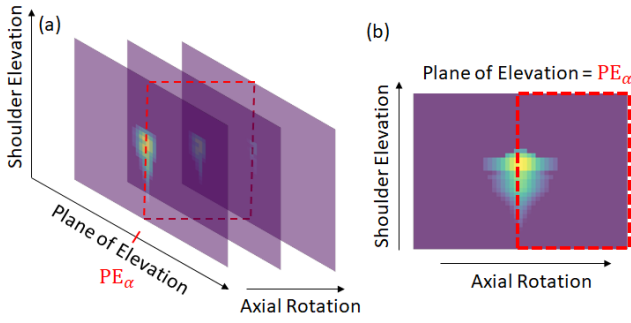 (a)
Shoulder Elevation
Plane of Elevation
PEα
Axial Rotation
(b)
Plane of Elevation = PEα
Shoulder Elevation
Axial Rotation